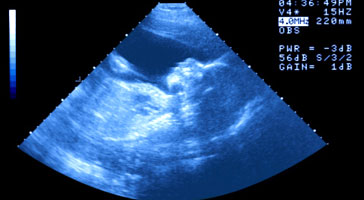 04:36:49PM
V4* 15HZ
4.0MHz 220mm
OBS
PWR = -3dB
56dB S/3/2
GAIN= 1dB